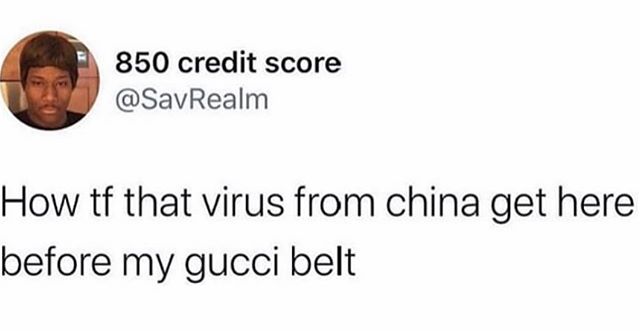 850 credit score
@SavRealm
How tf that virus from china get here
before my gucci belt